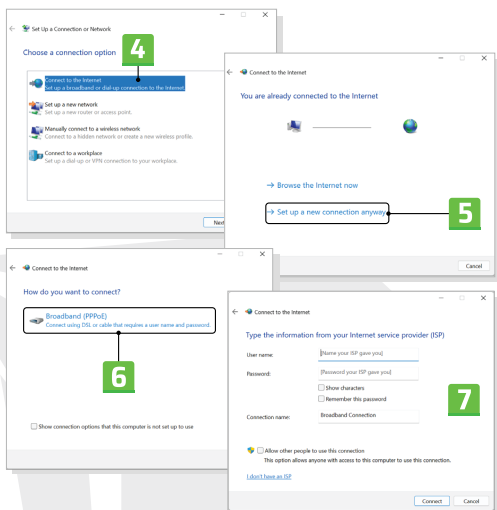 Set Up a Connection or Network
Choose a connection option
4
Connect to the Internet
Set up a broadband or dial-up connection to the Internet.
Set up a new network
Set up a new router or access point.
Manually connect to a wireless network
Connect to a hidden network or create a new wireless profile.
Connect to a workplace
Set up a dial-up or VPN connection to your workplace.
Next
Connect to the Internet
You are already connected to the Internet
→ Browse the Internet now
→ Set up a new connection anyway
5
Cancel
Connect to the Internet
How do you want to connect?
Broadband (PPPoE)
Connect using DSL or cable that requires a user name and password.
6
Show connection options that this computer is not set up to use
Connect to the Internet
Type the information from your Internet service provider (ISP)
User name:
[Name your ISP gave you]
Password:
[Password your ISP gave you]
Show characters
Remember this password
7
Connection name:
Broadband Connection
Allow other people to use this connection
This option allows anyone with access to this computer to use this connection.
I don't have an ISP
Connect
Cancel